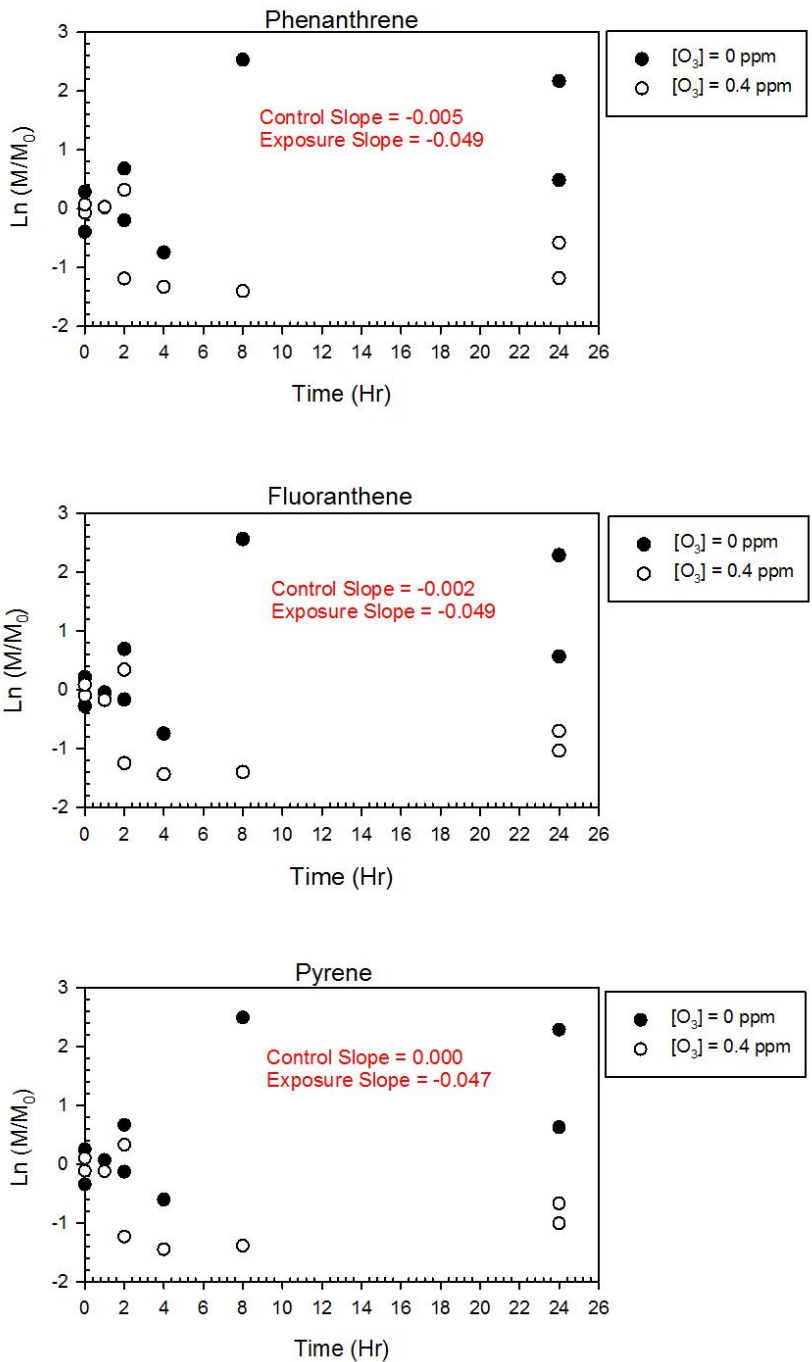 Phenanthrene
3
2
1
0
-1
-2
Ln (M/M₀)
0 2 4 6 8 10 12 14 16 18 20 22 24 26
Time (Hr)
Control Slope = -0.005
Exposure Slope = -0.049
[O₃] = 0 ppm
[O₃] = 0.4 ppm
Fluoranthene
3
2
1
0
-1
-2
Ln (M/M₀)
0 2 4 6 8 10 12 14 16 18 20 22 24 26
Time (Hr)
Control Slope = -0.002
Exposure Slope = -0.049
[O₃] = 0 ppm
[O₃] = 0.4 ppm
Pyrene
3
2
1
0
-1
-2
Ln (M/M₀)
0 2 4 6 8 10 12 14 16 18 20 22 24 26
Time (Hr)
Control Slope = 0.000
Exposure Slope = -0.047
[O₃] = 0 ppm
[O₃] = 0.4 ppm